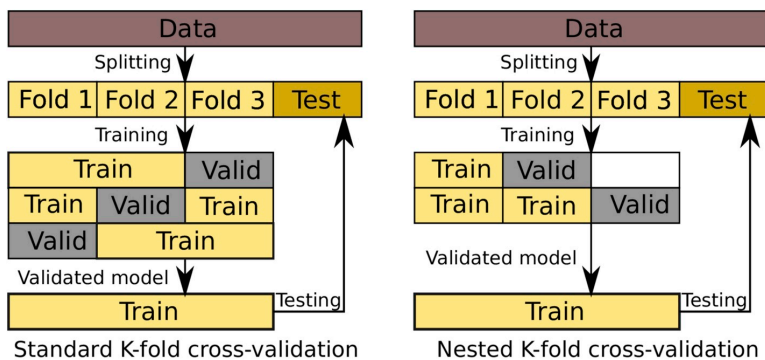 Data
Splitting
Fold 1 Fold 2 Fold 3 Test
Training
Train Valid
Train Valid Train
Valid Train
Validated model
Train Testing
Standard K-fold cross-validation
Data
Splitting
Fold 1 Fold 2 Fold 3 Test
Training
Train Valid
Train Train Valid
Validated model
Train Testing
Nested K-fold cross-validation